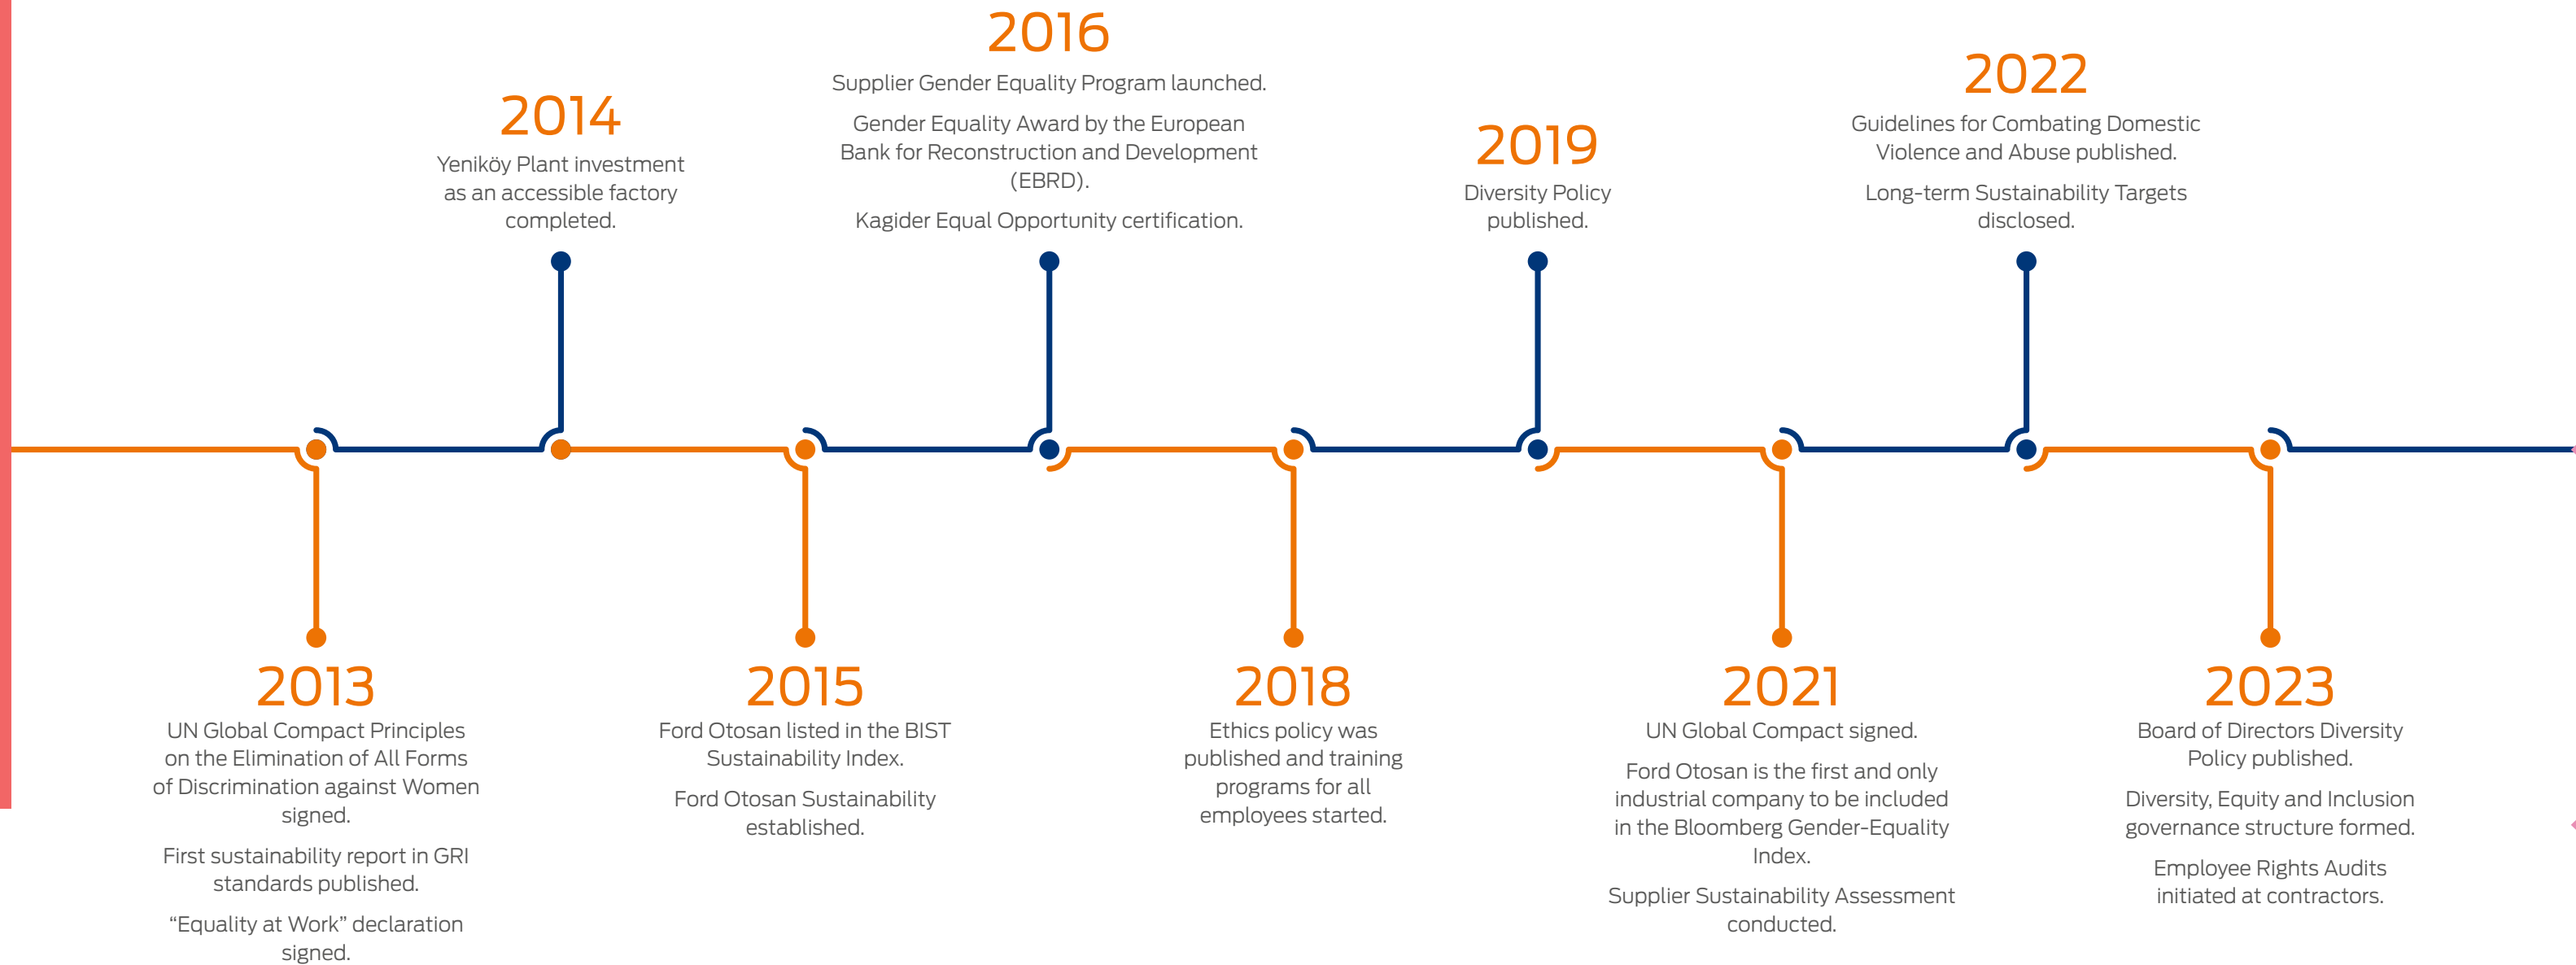 2013
UN Global Compact Principles
on the Elimination of All Forms
of Discrimination against Women
signed.
First sustainability report in GRI
standards published.
“Equality at Work” declaration
signed.
2014
Yeniköy Plant investment
as an accessible factory
completed.
2015
Ford Otosan listed in the BIST
Sustainability Index.
Ford Otosan Sustainability
established.
2016
Supplier Gender Equality Program launched.
Gender Equality Award by the European
Bank for Reconstruction and Development
(EBRD).
Kagider Equal Opportunity certification.
2018
Ethics policy was
published and training
programs for all
employees started.
2019
Diversity Policy
published.
2021
UN Global Compact signed.
Ford Otosan is the first and only
industrial company to be included
in the Bloomberg Gender-Equality
Index.
Supplier Sustainability Assessment
conducted.
2022
Guidelines for Combating Domestic
Violence and Abuse published.
Long-term Sustainability Targets
disclosed.
2023
Board of Directors Diversity
Policy published.
Diversity, Equity and Inclusion
governance structure formed.
Employee Rights Audits
initiated at contractors.